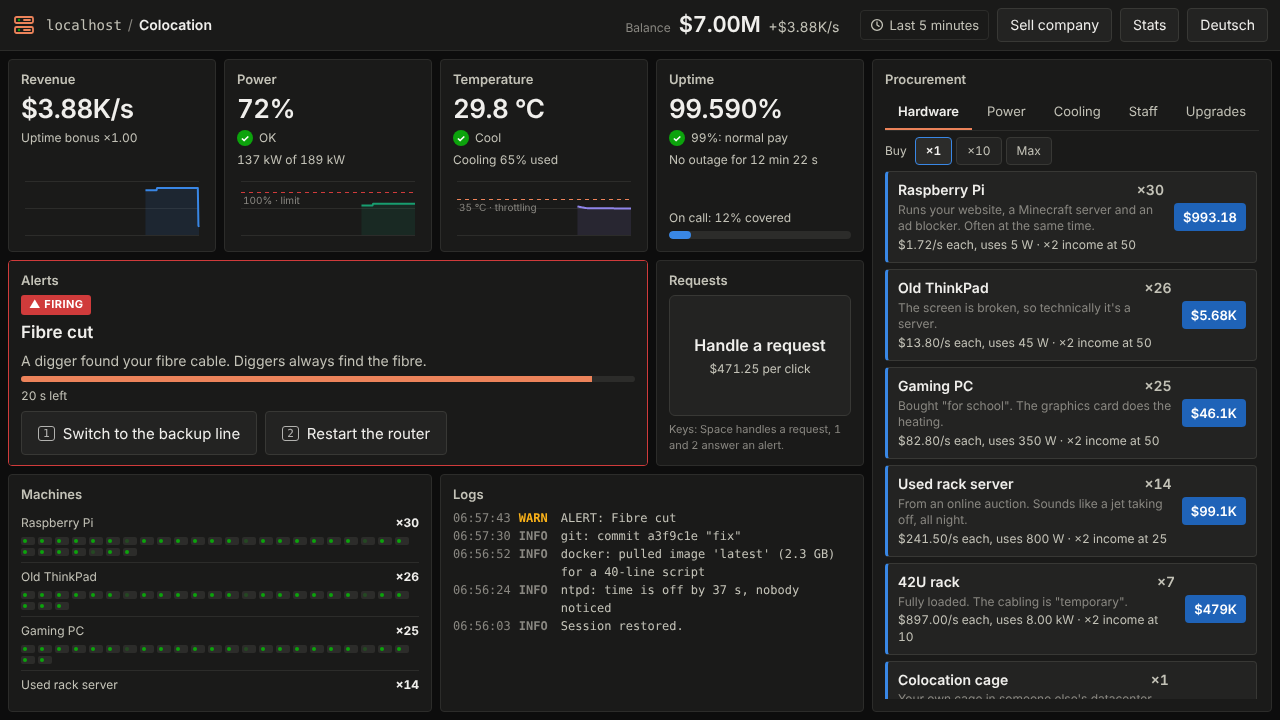 localhost / Colocation
Balance $7.00M +$3.88K/s
Last 5 minutes
Sell company
Stats
Deutsch
Revenue
$3.88K/s
Uptime bonus ×1.00
Power
72%
OK
137 kW of 189 kW
100% · limit
Temperature
29.8 °C
Cool
Cooling 65% used
35 °C · throttling
Uptime
99.590%
99%: normal pay
No outage for 12 min 22 s
On call: 12% covered
Alerts
FIRING
Fibre cut
A digger found your fibre cable. Diggers always find the fibre.
20 s left
1 Switch to the backup line
2 Restart the router
Requests
Handle a request
$471.25 per click
Keys: Space handles a request, 1
and 2 answer an alert.
Machines
Raspberry Pi ×30
Old ThinkPad ×26
Gaming PC ×25
Used rack server ×14
Logs
06:57:43 WARN ALERT: Fibre cut
06:57:30 INFO git: commit a3f9c1e "fix"
06:56:52 INFO docker: pulled image 'latest' (2.3 GB)
for a 40-line script
06:56:24 INFO ntpd: time is off by 37 s, nobody
noticed
06:56:03 INFO Session restored.
Procurement
Hardware Power Cooling Staff Upgrades
Buy ×1 ×10 Max
Raspberry Pi ×30
Runs your website, a Minecraft server and an
ad blocker. Often at the same time.
$1.72/s each, uses 5 W · ×2 income at 50
$993.18
Old ThinkPad ×26
The screen is broken, so technically it's a
server.
$13.80/s each, uses 45 W · ×2 income at 50
$5.68K
Gaming PC ×25
Bought "for school". The graphics card does the
heating.
$82.80/s each, uses 350 W · ×2 income at 50
$46.1K
Used rack server ×14
From an online auction. Sounds like a jet taking
off, all night.
$241.50/s each, uses 800 W · ×2 income at 25
$99.1K
42U rack ×7
Fully loaded. The cabling is "temporary".
$897.00/s each, uses 8.00 kW · ×2 income at
10
$479K
Colocation cage ×1
Your own cage in someone else's datacenter